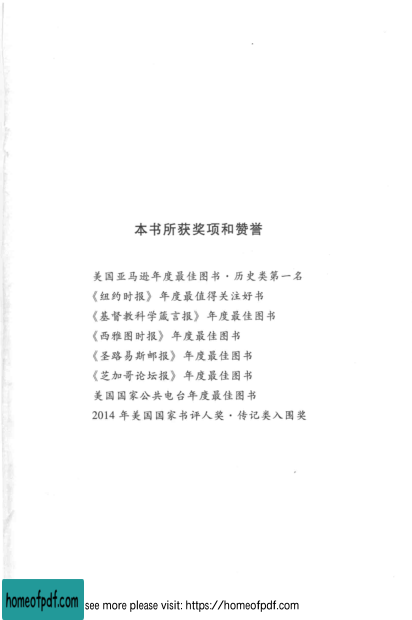 本书所获奖项和赞誉
美国亚马逊年度最佳图书·历史类第一名
《纽约时报》年度最值得关注好书
《基督教科学箴言报》年度最佳图书
《西雅图时报》年度最佳图书
《圣路易斯邮报》年度最佳图书
《芝加哥论坛报》年度最佳图书
美国国家公共电台年度最佳图书
2014 年美国国家书评人奖·传记类入围奖
homeofpdf.com
see more please visit: https://homeofpdf.com